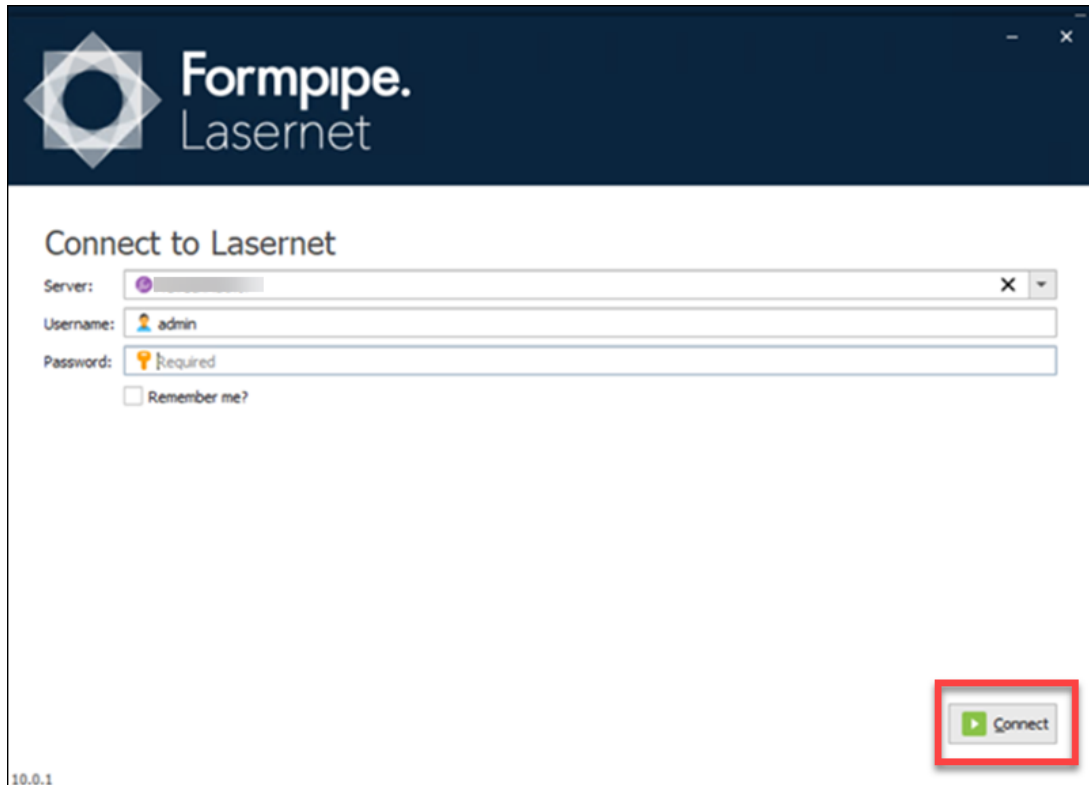 Formpipe.
Lasernet
Connect to Lasernet
Server:
Username: admin
Password: Required
Remember me?
Connect
10.0.1